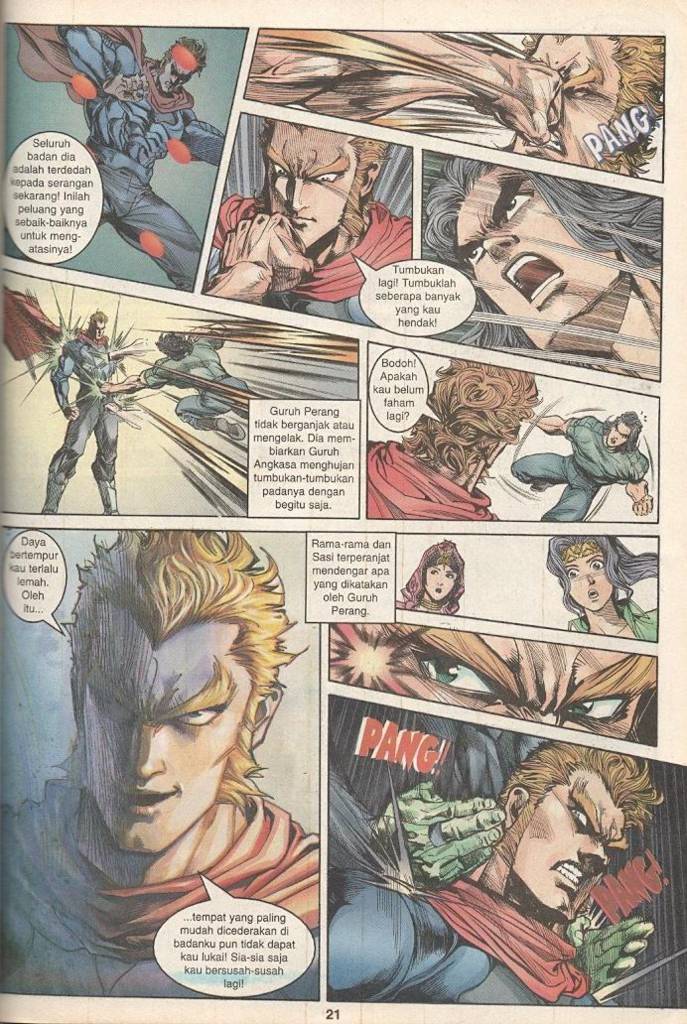 PANG
Seluruh
badan dia
adalah terdedah
kepada serangan
sekarang! Inilah
peluang yang
sebaik-baiknya
untuk meng-
atasinya!
Tumbukan
lagi! Tumbuklah
seberapa banyak
yang kau
hendak!
Guruh Perang
tidak berganjak atau
mengelak. Dia mem-
biarkan Guruh
Angkasa menghujan
tumbukan-tumbukan
padanya dengan
begitu saja.
Bodoh!
Apakah
kau belum
faham
lagi?
Daya
bertempur
kau terlalu
lemah.
Oleh
itu...
...tempat yang paling
mudah dicederakan di
badanku pun tidak dapat
kau lukai! Sia-sia saja
kau bersusah-susah
lagi!
Rama-rama dan
Sasi terperanjat
mendengar apa
yang dikatakan
oleh Guruh
Perang.
PANG!
PANG!
21